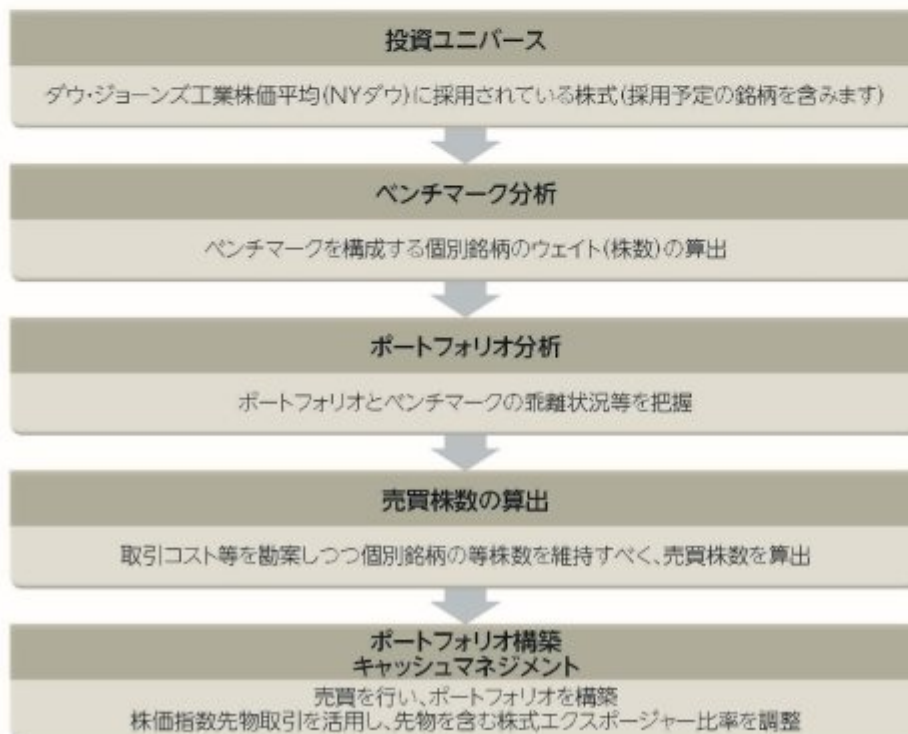 投資ユニバース
ダウ・ジョーンズ工業株価平均(NYダウ)に採用されている株式(採用予定の銘柄を含みます)
ベンチマーク分析
ベンチマークを構成する個別銘柄のウェイト(株数)の算出
ポートフォリオ分析
ポートフォリオとベンチマークの乖離状況等を把握
売買株数の算出
取引コスト等を勘案しつつ個別銘柄の等株数を維持すべく、売買株数を算出
ポートフォリオ構築
キャッシュマネジメント
売買を行い、ポートフォリオを構築
株価指数先物取引を活用し、先物を含む株式エクスポージャー比率を調整